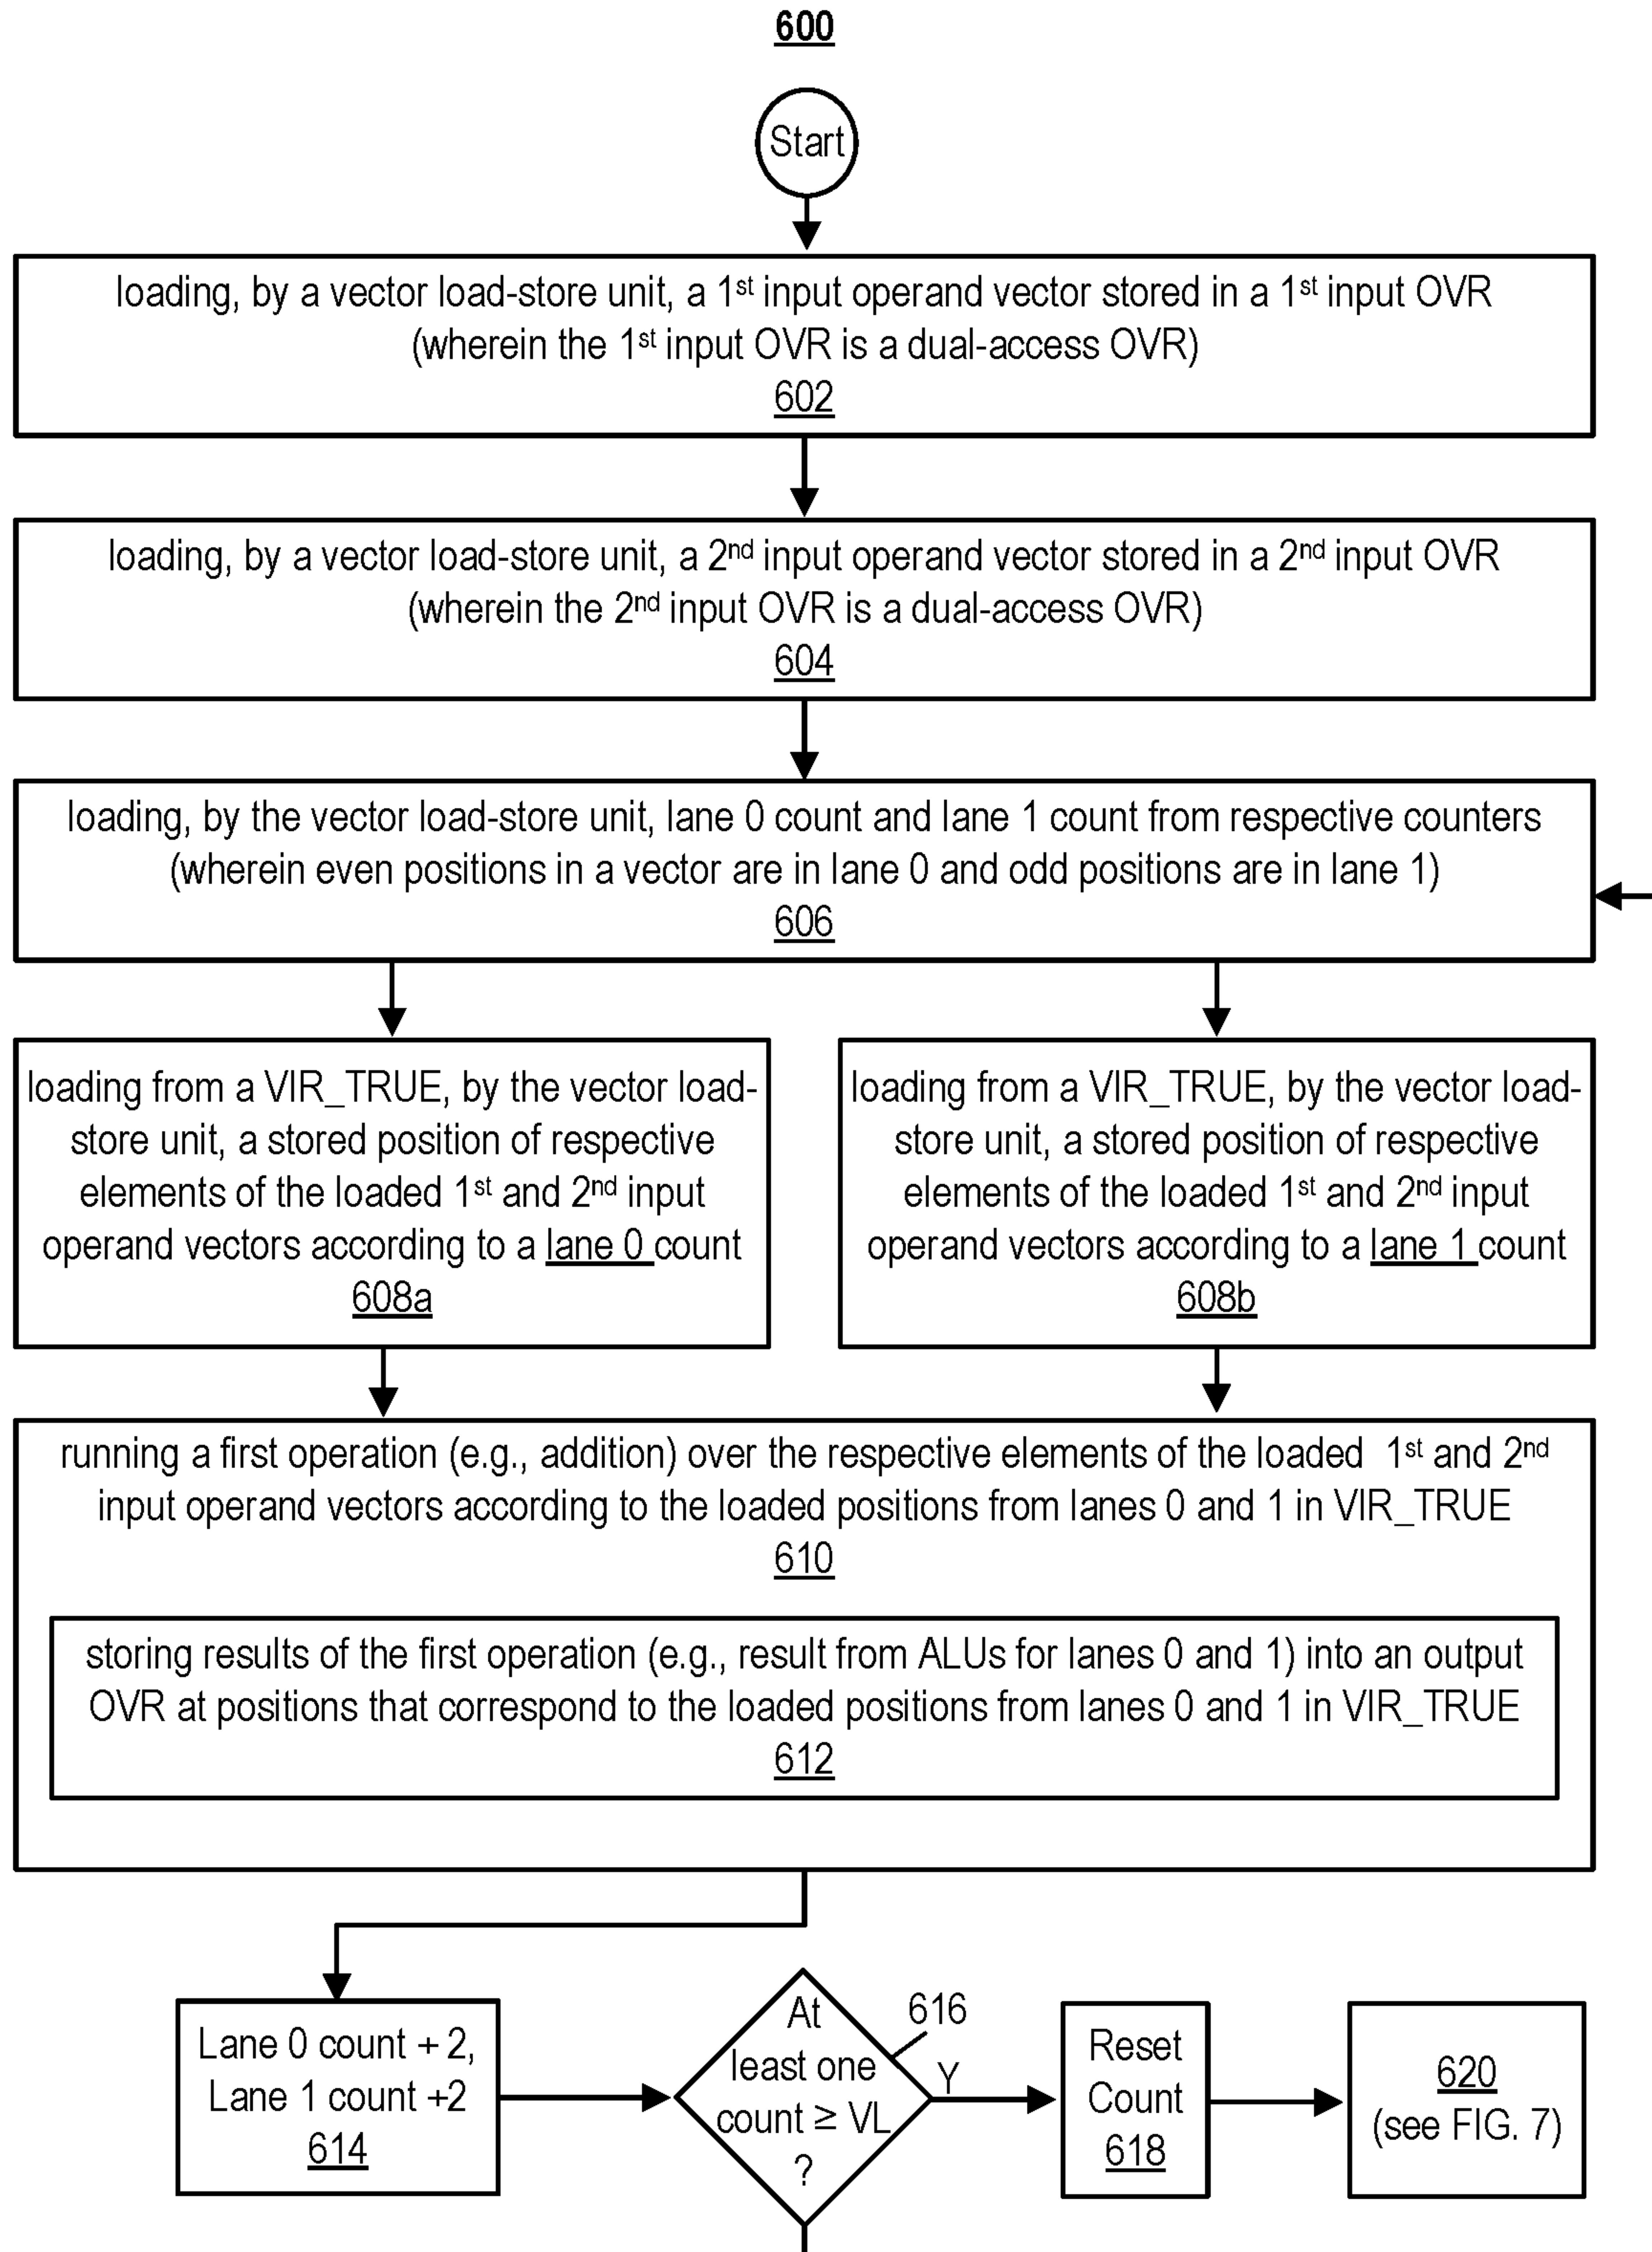 600
Start
loading, by a vector load-store unit, a 1st input operand vector stored in a 1st input OVR
(wherein the 1st input OVR is a dual-access OVR)
602
loading, by a vector load-store unit, a 2nd input operand vector stored in a 2nd input OVR
(wherein the 2nd input OVR is a dual-access OVR)
604
loading, by the vector load-store unit, lane 0 count and lane 1 count from respective counters
(wherein even positions in a vector are in lane 0 and odd positions are in lane 1)
606
loading from a VIR_TRUE, by the vector load-
store unit, a stored position of respective
elements of the loaded 1st and 2nd input
operand vectors according to a lane 0 count
608a
loading from a VIR_TRUE, by the vector load-
store unit, a stored position of respective
elements of the loaded 1st and 2nd input
operand vectors according to a lane 1 count
608b
running a first operation (e.g., addition) over the respective elements of the loaded 1st and 2nd
input operand vectors according to the loaded positions from lanes 0 and 1 in VIR_TRUE
610
storing results of the first operation (e.g., result from ALUs for lanes 0 and 1) into an output
OVR at positions that correspond to the loaded positions from lanes 0 and 1 in VIR_TRUE
612
Lane 0 count + 2,
Lane 1 count +2
614
At
least one
count ≥ VL
?
616
Y
Reset
Count
618
620
(see FIG. 7)